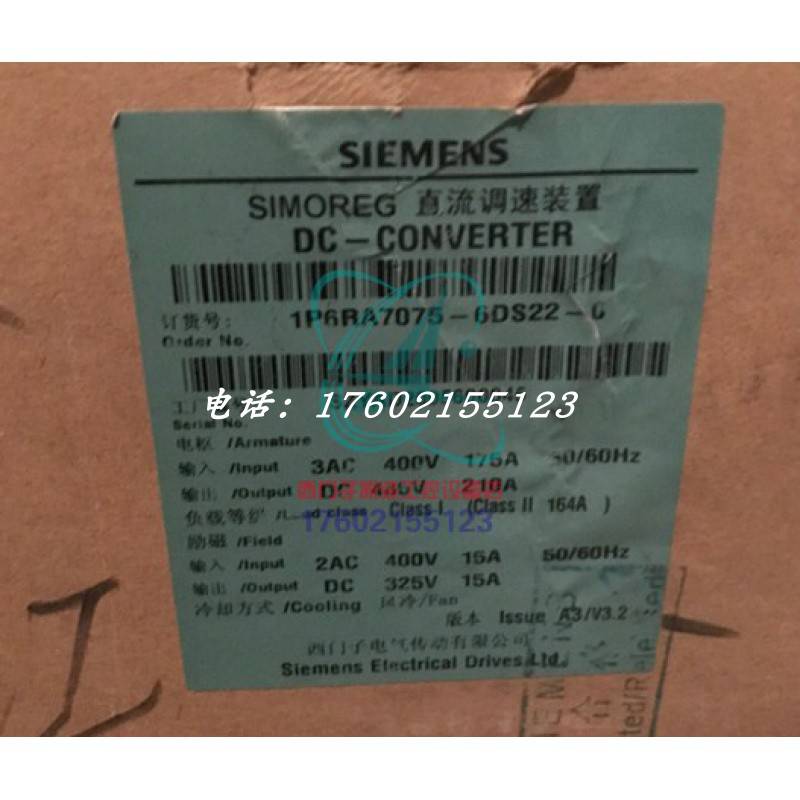 SIEMENS
SIMOREG 直流调速装置
DC-CONVERTER
订货号: 1P6RA7075-6DS22-0
Order No.
电话：17602155123
Serial No.
电枢 /Armature
输入 /Input 3AC 400V 175A 50/60Hz
输出 /Output DC 485V 210A
负载等级 /Load class Class I (Class II 164A )
17602155123
励磁 /Field
输入 /Input 2AC 400V 15A 50/60Hz
输出 /Output DC 325V 15A
冷却方式 /Cooling 风冷/Fan
版本 Issue A3/V3.2
西门子电气传动有限公司
Siemens Electrical Drives Ltd.